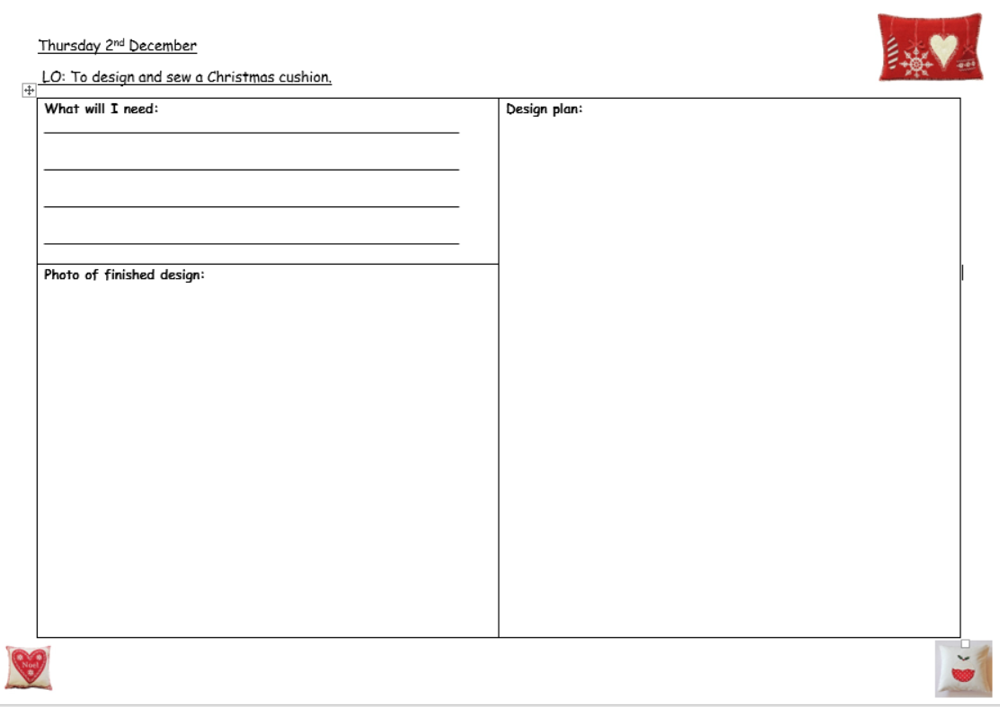 Thursday 2nd December
LO: To design and sew a Christmas cushion.
What will I need:
Design plan:
Photo of finished design:
Noel